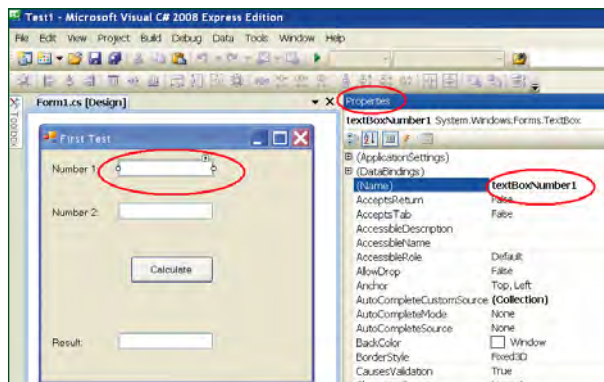 Test1 - Microsoft Visual C# 2008 Express Edition
File Edit View Project Build Debug Data Tools Window Help
Toolbox
Form1.cs [Design]
First Test
Number 1:
Number 2:
Calculate
Result:
Properties
textBoxNumber1 System.Windows.Forms.TextBox
(ApplicationSettings)
(DataBindings)
(Name) textBoxNumber1
AcceptsReturn False
AcceptsTab False
AccessibleDescription
AccessibleName
AccessibleRole Default
AllowDrop False
Anchor Top, Left
AutoCompleteCustomSource (Collection)
AutoCompleteMode None
AutoCompleteSource None
BackColor Window
BorderStyle Fixed3D
CausesValidation True